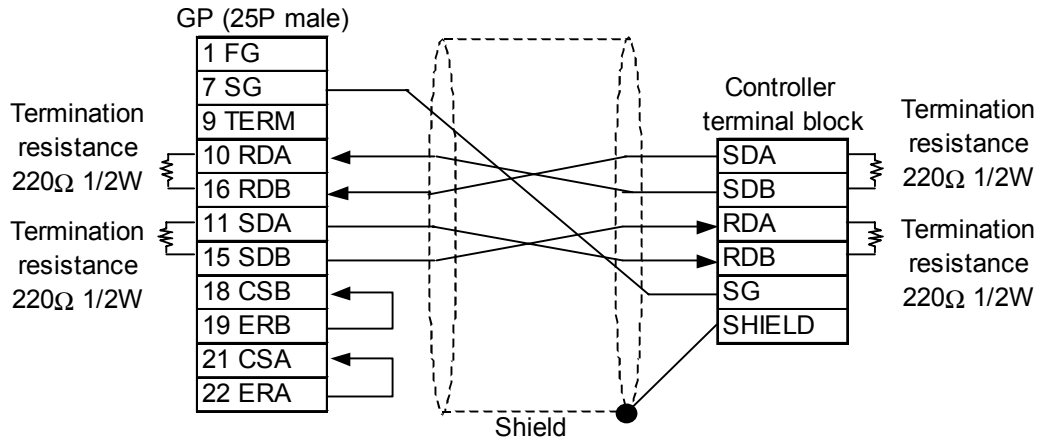 GP (25P male)
1 FG
7 SG
9 TERM
10 RDA
16 RDB
11 SDA
15 SDB
18 CSB
19 ERB
21 CSA
22 ERA
Termination
resistance
220Ω 1/2W
Termination
resistance
220Ω 1/2W
Shield
Controller
terminal block
SDA
SDB
RDA
RDB
SG
SHIELD
Termination
resistance
220Ω 1/2W
Termination
resistance
220Ω 1/2W